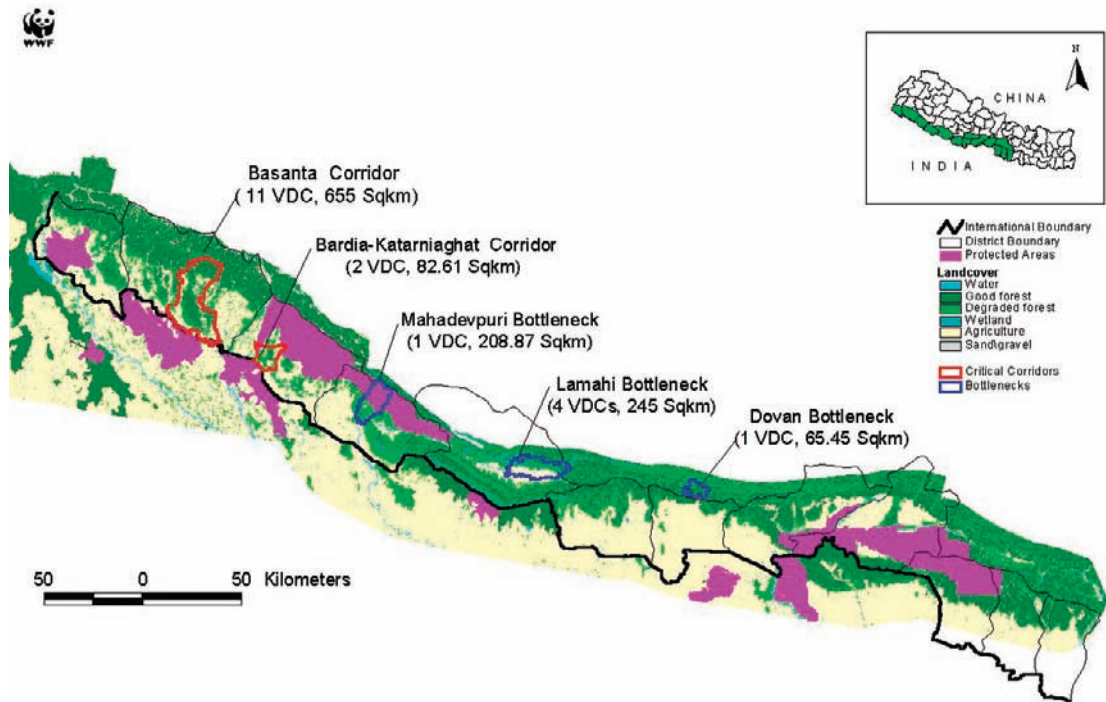 WWF
N
CHINA
INDIA
Basanta Corridor
( 11 VDC, 655 Sqkm)
Bardia-Katarniaghat Corridor
(2 VDC, 82.61 Sqkm)
Mahadevpuri Bottleneck
(1 VDC, 208.87 Sqkm)
Lamahi Bottleneck
(4 VDCs, 245 Sqkm)
Dovan Bottleneck
(1 VDC, 65.45 Sqkm)
International Boundary
District Boundary
Protected Areas
Landcover
Water
Good forest
Degraded forest
Wetland
Agriculture
Sand\gravel
Critical Corridors
Bottlenecks
50 0 50 Kilometers